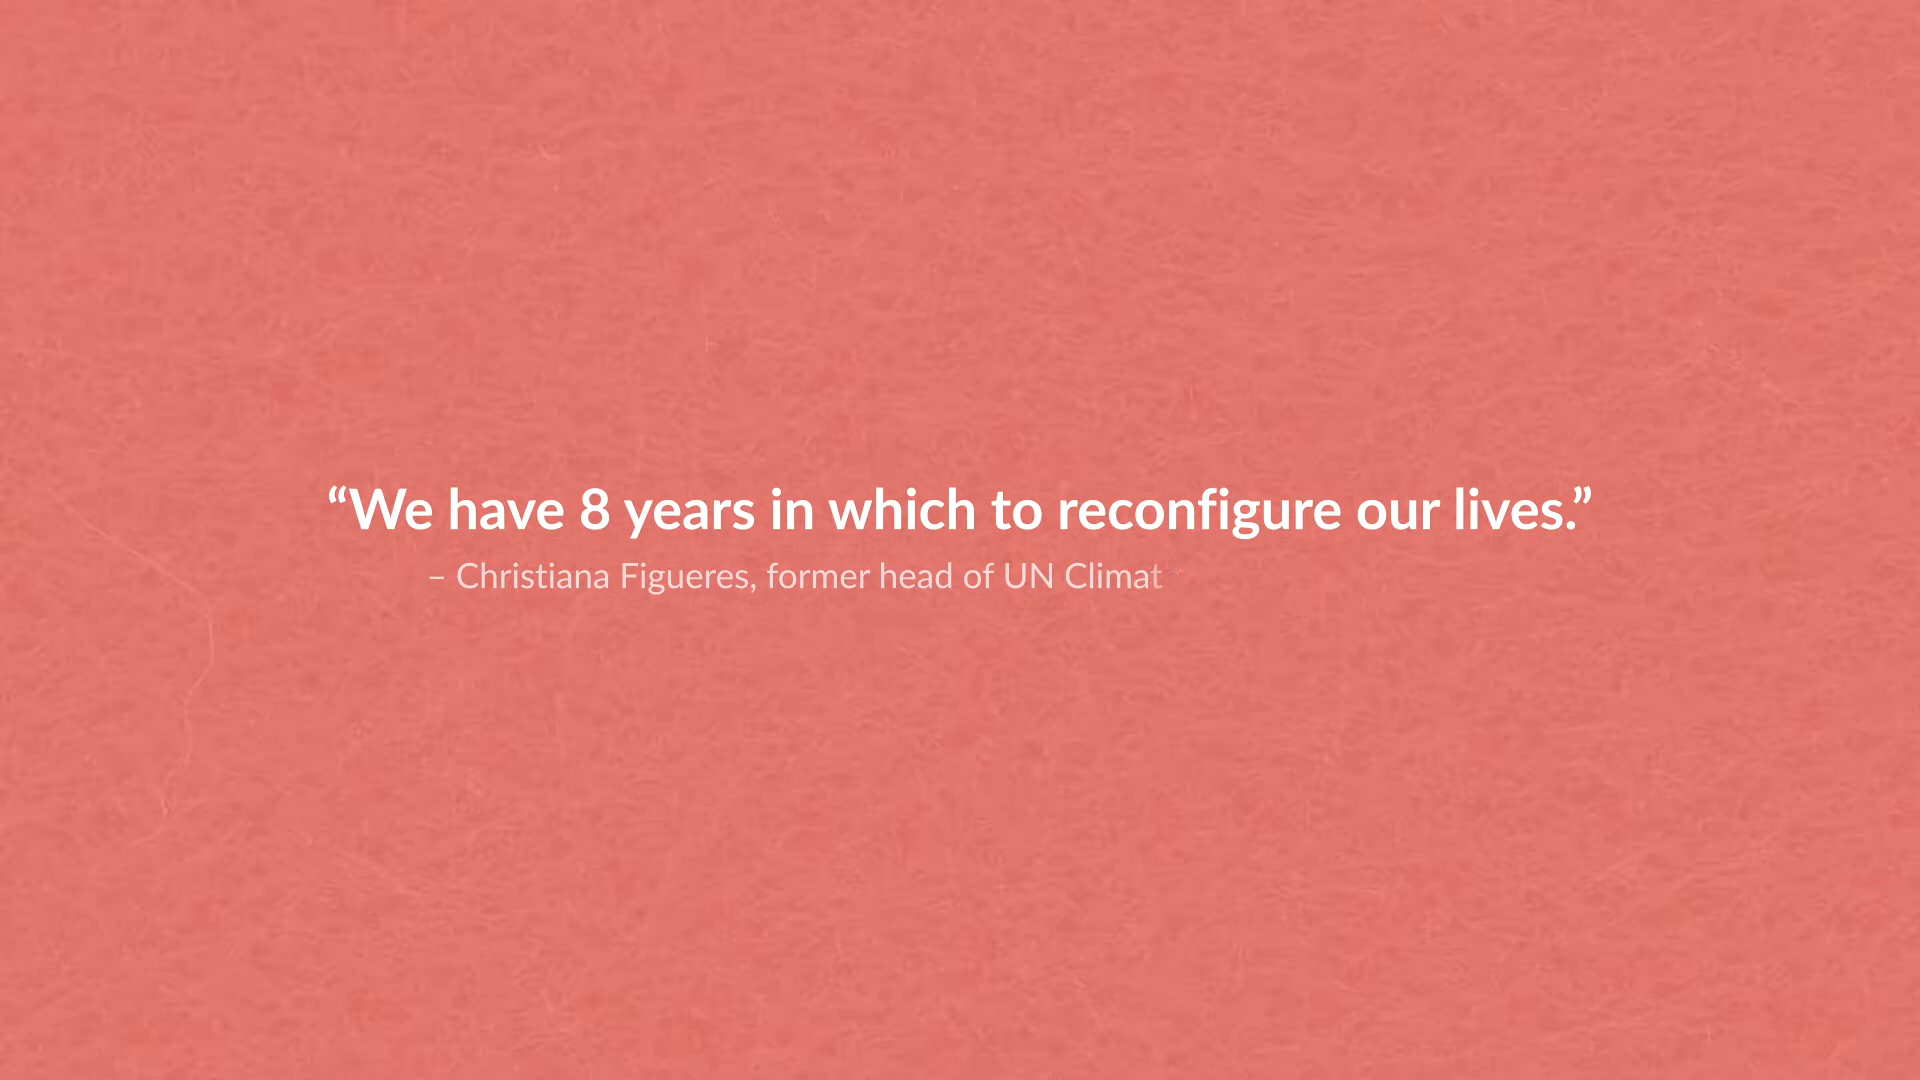 “We have 8 years in which to reconfigure our lives.”
– Christiana Figueres, former head of UN Climat